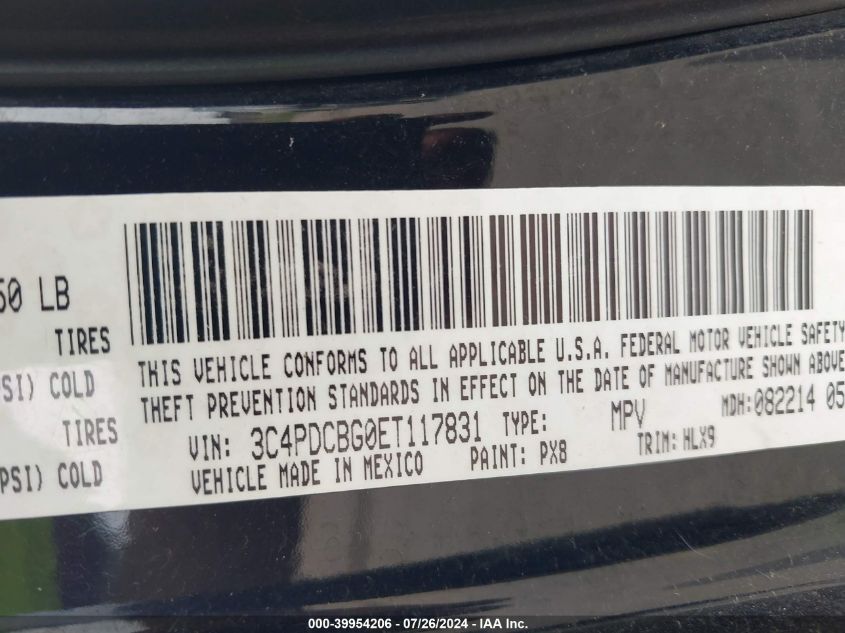 50 LB
TIRES
SI) COLD
TIRES
PSI) COLD
THIS VEHICLE CONFORMS TO ALL APPLICABLE U.S.A. FEDERAL MOTOR VEHICLE SAFETY
THEFT PREVENTION STANDARDS IN EFFECT ON THE DATE OF MANUFACTURE SHOWN ABOVE
VIN: 3C4PDCBG0ET117831 TYPE: MPV MDH:082214 05
VEHICLE MADE IN MEXICO PAINT: PX8 TRIM: HLX9
000-39954206 - 07/26/2024 - IAA Inc.